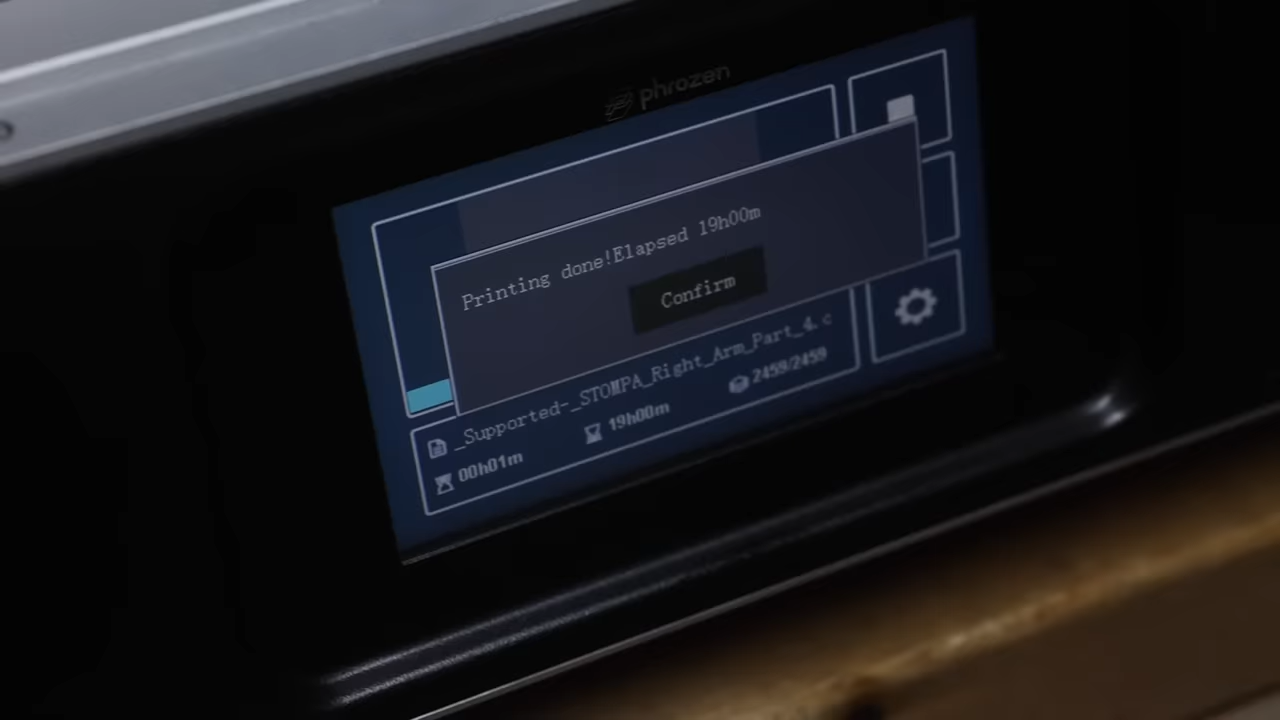 phrozen
Printing done!Elapsed 19h00m
Confirm
_Supported-_STOMPA_Right_Arm_Part_4.c
00h01m 19h00m 2459/2459